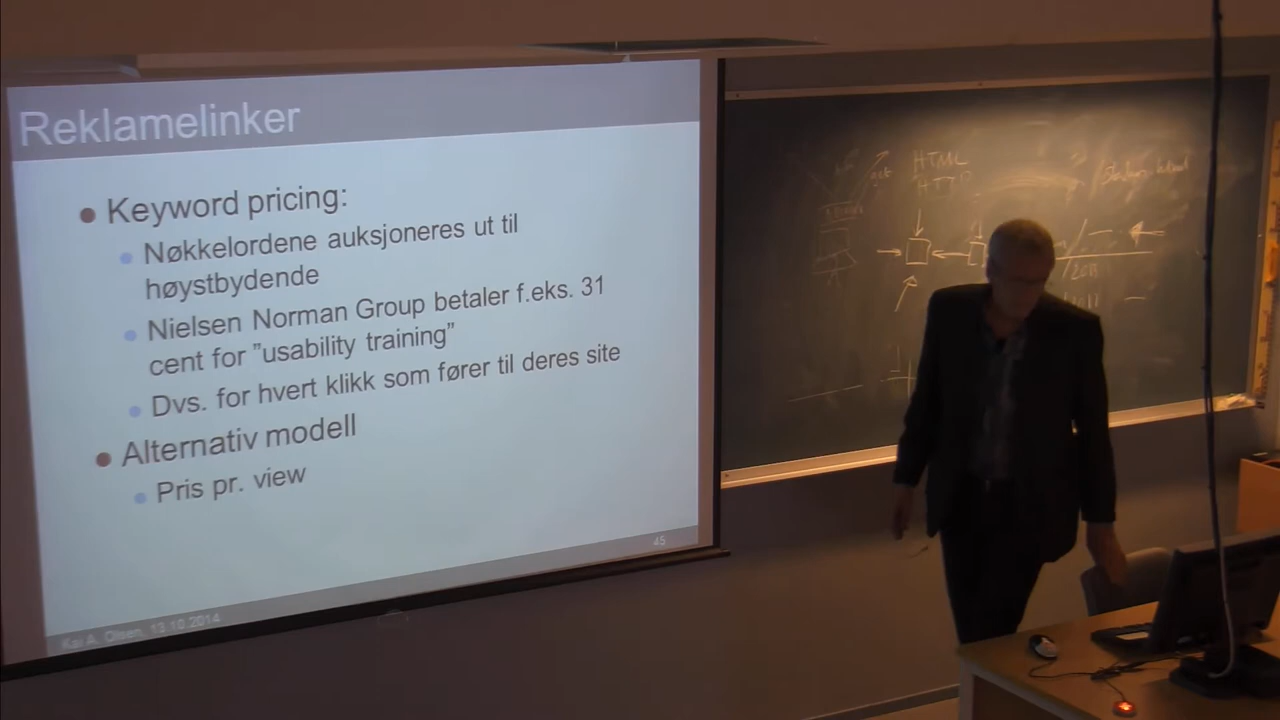 Reklamelinker
Keyword pricing:
Nøkkelordene auksjoneres ut til
høystbydende
Nielsen Norman Group betaler f.eks. 31
cent for "usability training"
Dvs. for hvert klikk som fører til deres site
Alternativ modell
Pris pr. view
45
Kai A. Olsen, 13.10.2014
HTML
HTTP